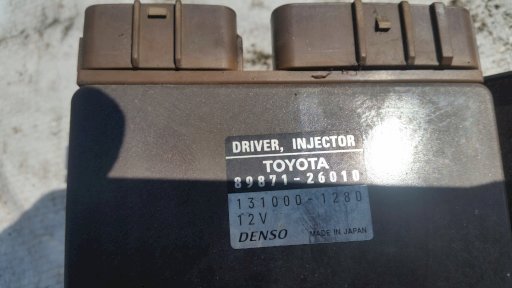 DRIVER, INJECTOR
TOYOTA
89871-26010
131000-1280
12V
DENSO MADE IN JAPAN